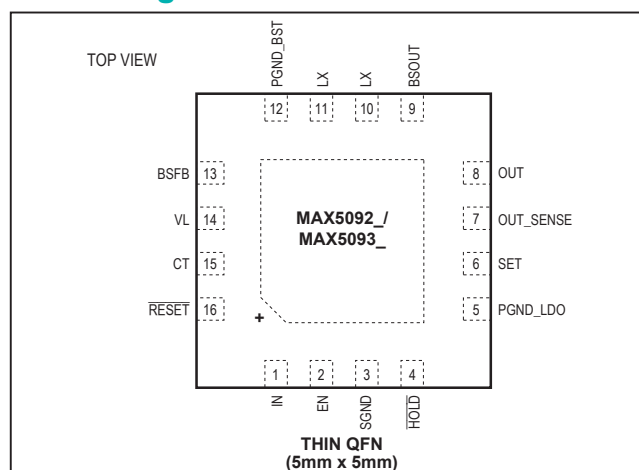 TOP VIEW
PGND_BST
LX
LX
BSOUT
12
11
10
9
BSFB 13
8 OUT
VL 14
7 OUT_SENSE
CT 15
6 SET
RESET 16
5 PGND_LDO
MAX5092_/
MAX5093_
+
1
2
3
4
IN
EN
SGND
HOLD
THIN QFN
(5mm x 5mm)